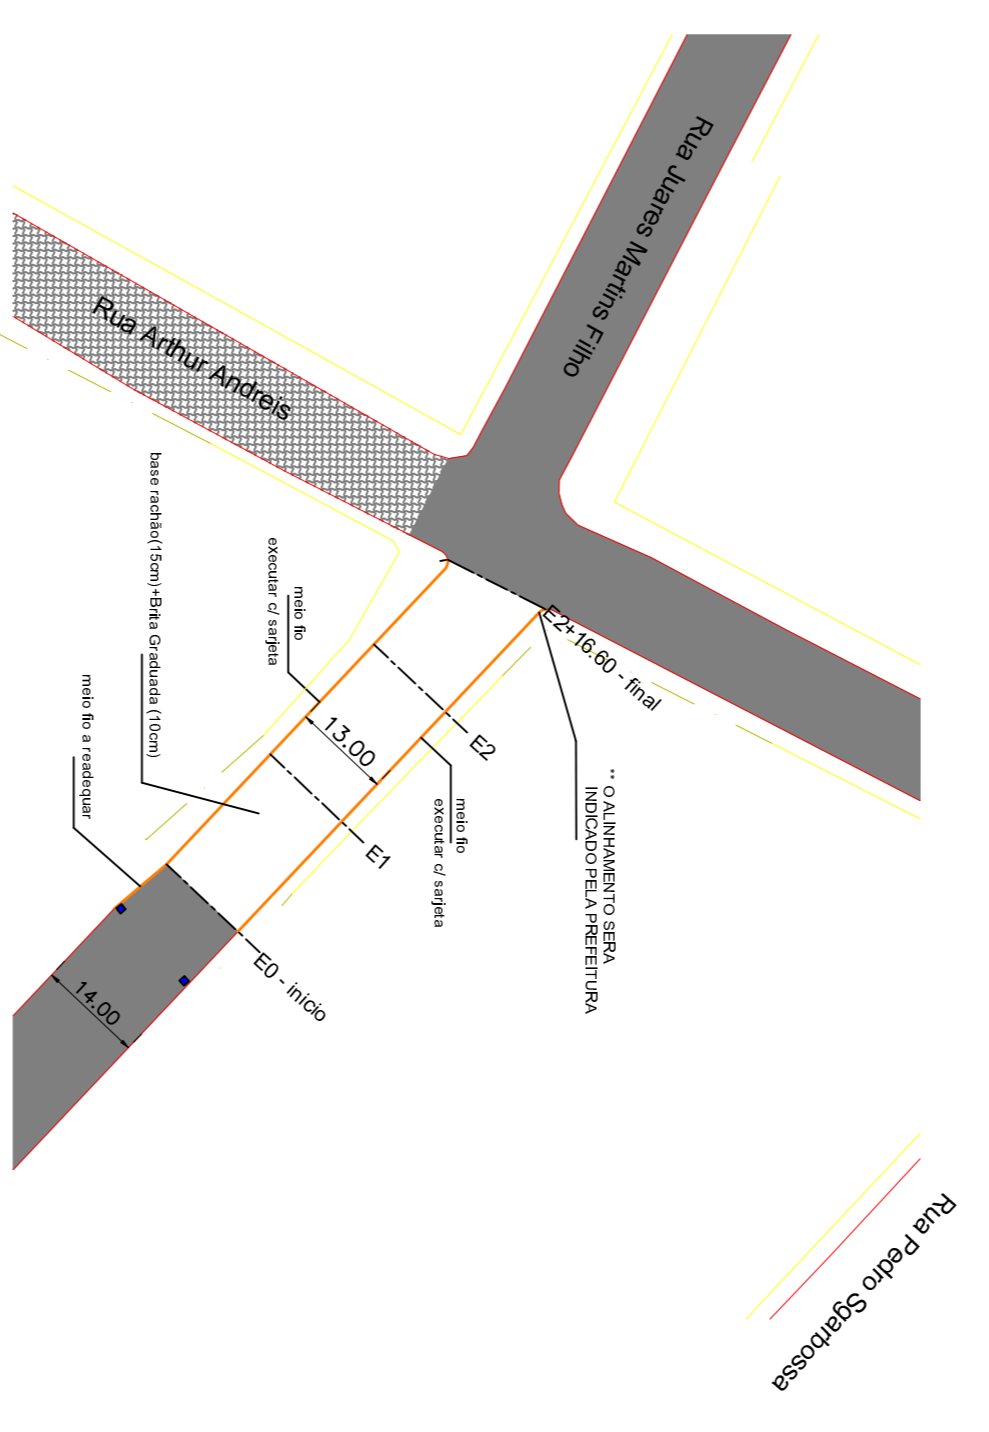 Rua Juares Martins Filho
Rua Arthur Andreis
base rachão(15cm)+Brita Graduada (10cm)
meio fio
executar c/ sarjeta
meio fio a readequar
E2+16.60 - final
13.00
E2
meio fio
executar c/ sarjeta
** O ALINHAMENTO SERA
INDICADO PELA PREFEITURA
E1
E0 - inicio
14.00
Rua Pedro Sgarbossa